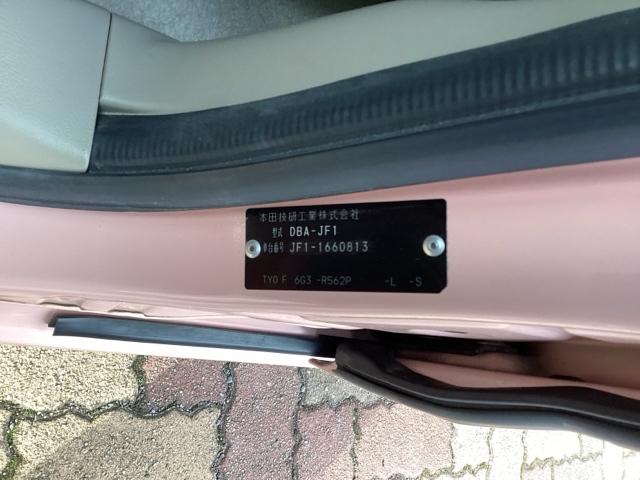 本田技研工業株式会社
型式 DBA-JF1
車台番号 JF1-1660813
TYO F 6G3 -R562P -L -S